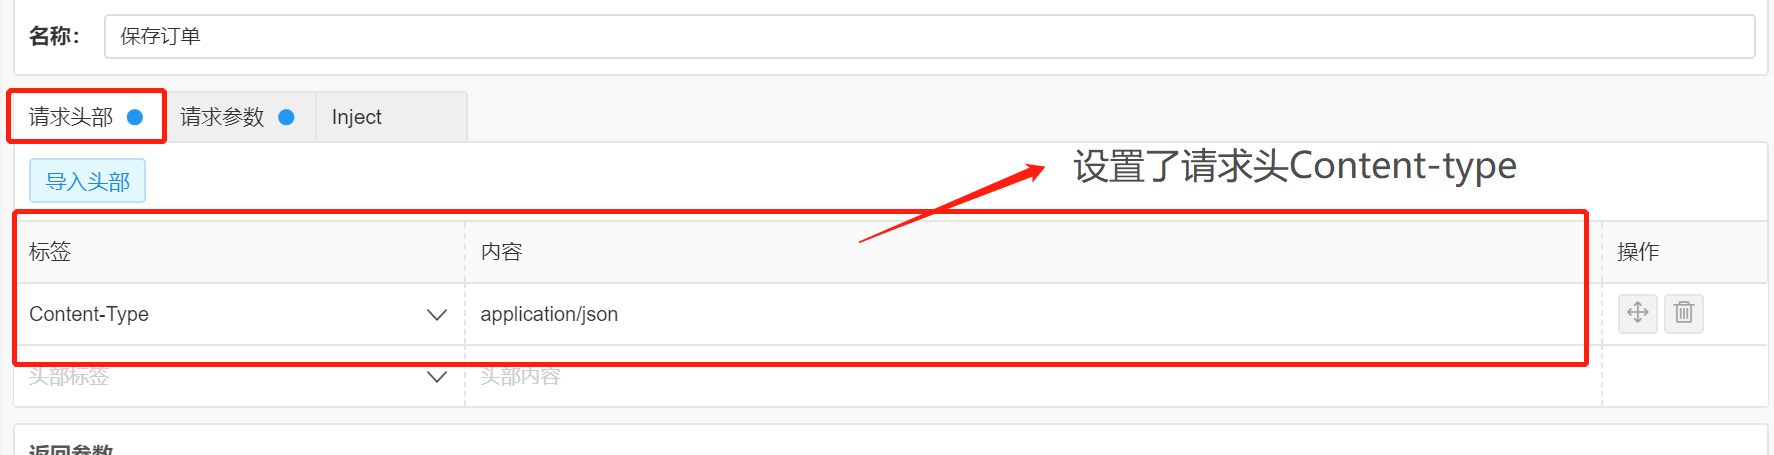 名称： 保存订单
请求头部 请求参数 Inject
设置了请求头Content-type
导入头部
标签 内容 操作
Content-Type application/json
头部标签 头部内容
返回参数